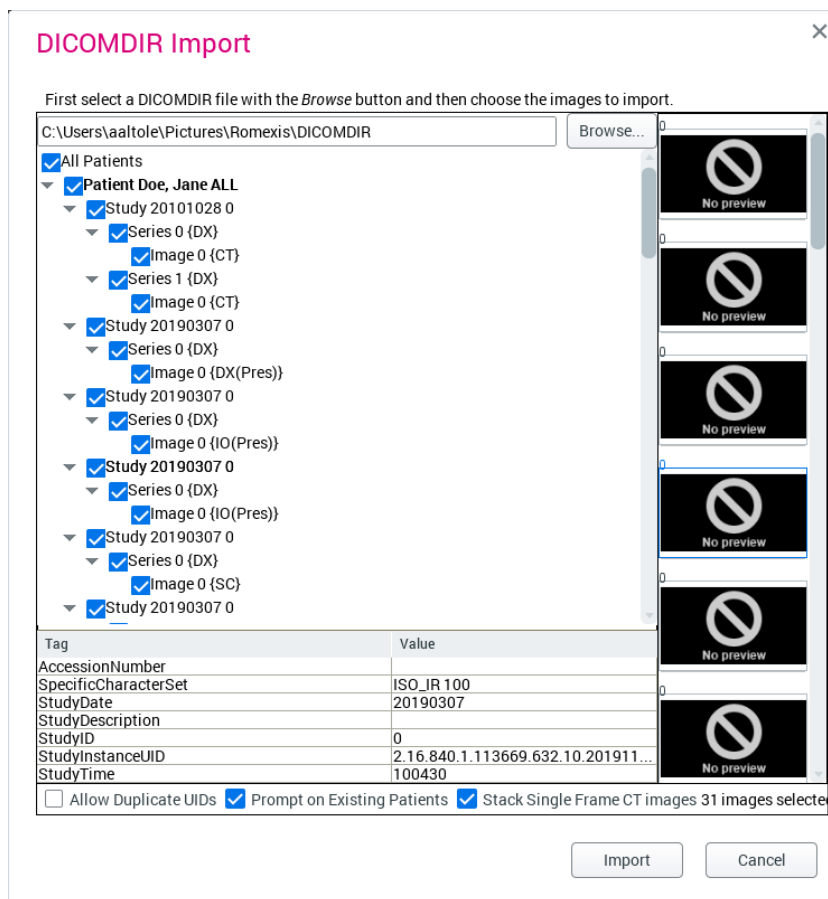 DICOMDIR Import
First select a DICOMDIR file with the Browse button and then choose the images to import.
C:\Users\aaltole\Pictures\Romexis\DICOMDIR
Browse...
All Patients
Patient Doe, Jane ALL
Study 20101028 0
Series 0 {DX}
Image 0 {CT}
Series 1 {DX}
Image 0 {CT}
Study 20190307 0
Series 0 {DX}
Image 0 {DX(Pres)}
Study 20190307 0
Series 0 {DX}
Image 0 {IO(Pres)}
Study 20190307 0
Series 0 {DX}
Image 0 {IO(Pres)}
Study 20190307 0
Series 0 {DX}
Image 0 {SC}
Study 20190307 0
0
No preview
0
No preview
0
No preview
0
No preview
0
No preview
0
No preview
Tag Value
AccessionNumber
SpecificCharacterSet ISO_IR 100
StudyDate 20190307
StudyDescription
StudyID 0
StudyInstanceUID 2.16.840.1.113669.632.10.201911...
StudyTime 100430
Allow Duplicate UIDs Prompt on Existing Patients Stack Single Frame CT images 31 images selected
Import Cancel